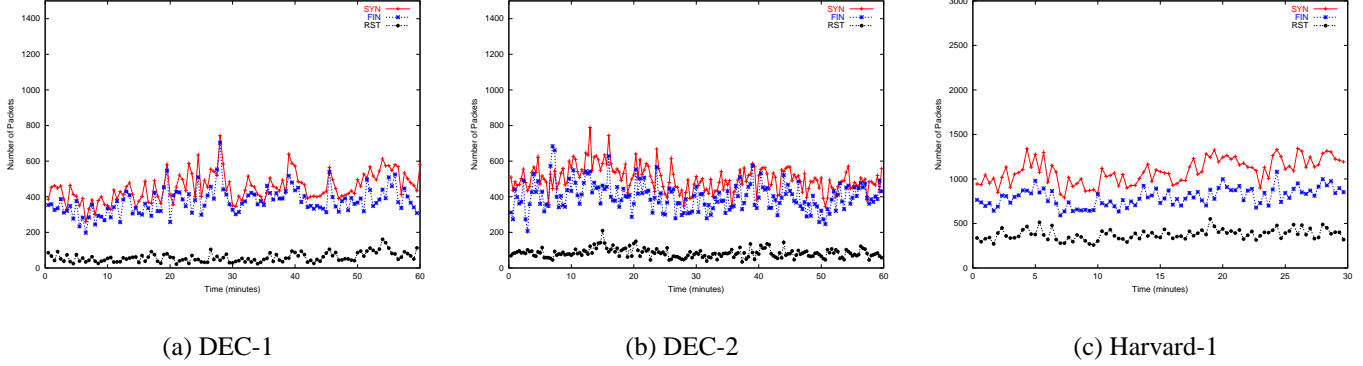 SYN
FIN
RST
Number of Packets
1400
1200
1000
800
600
400
200
0
0 10 20 30 40 50 60
Time (minutes)
(a) DEC-1
SYN
FIN
RST
Number of Packets
1400
1200
1000
800
600
400
200
0
0 10 20 30 40 50 60
Time (minutes)
(b) DEC-2
SYN
FIN
RST
Number of Packets
3000
2500
2000
1500
1000
500
0
0 5 10 15 20 25 30
Time (minutes)
(c) Harvard-1